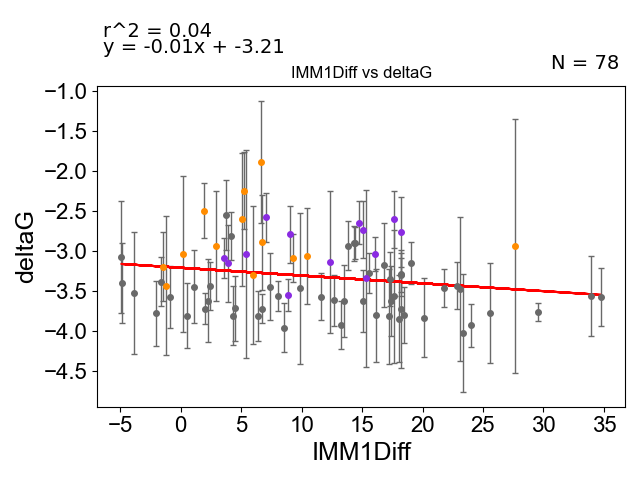 r^2 = 0.04
y = -0.01x + -3.21
N = 78
IMM1Diff vs deltaG
−1.0
−1.5
−2.0
−2.5
−3.0
−3.5
−4.0
−4.5
deltaG
−5 0 5 10 15 20 25 30 35
IMM1Diff